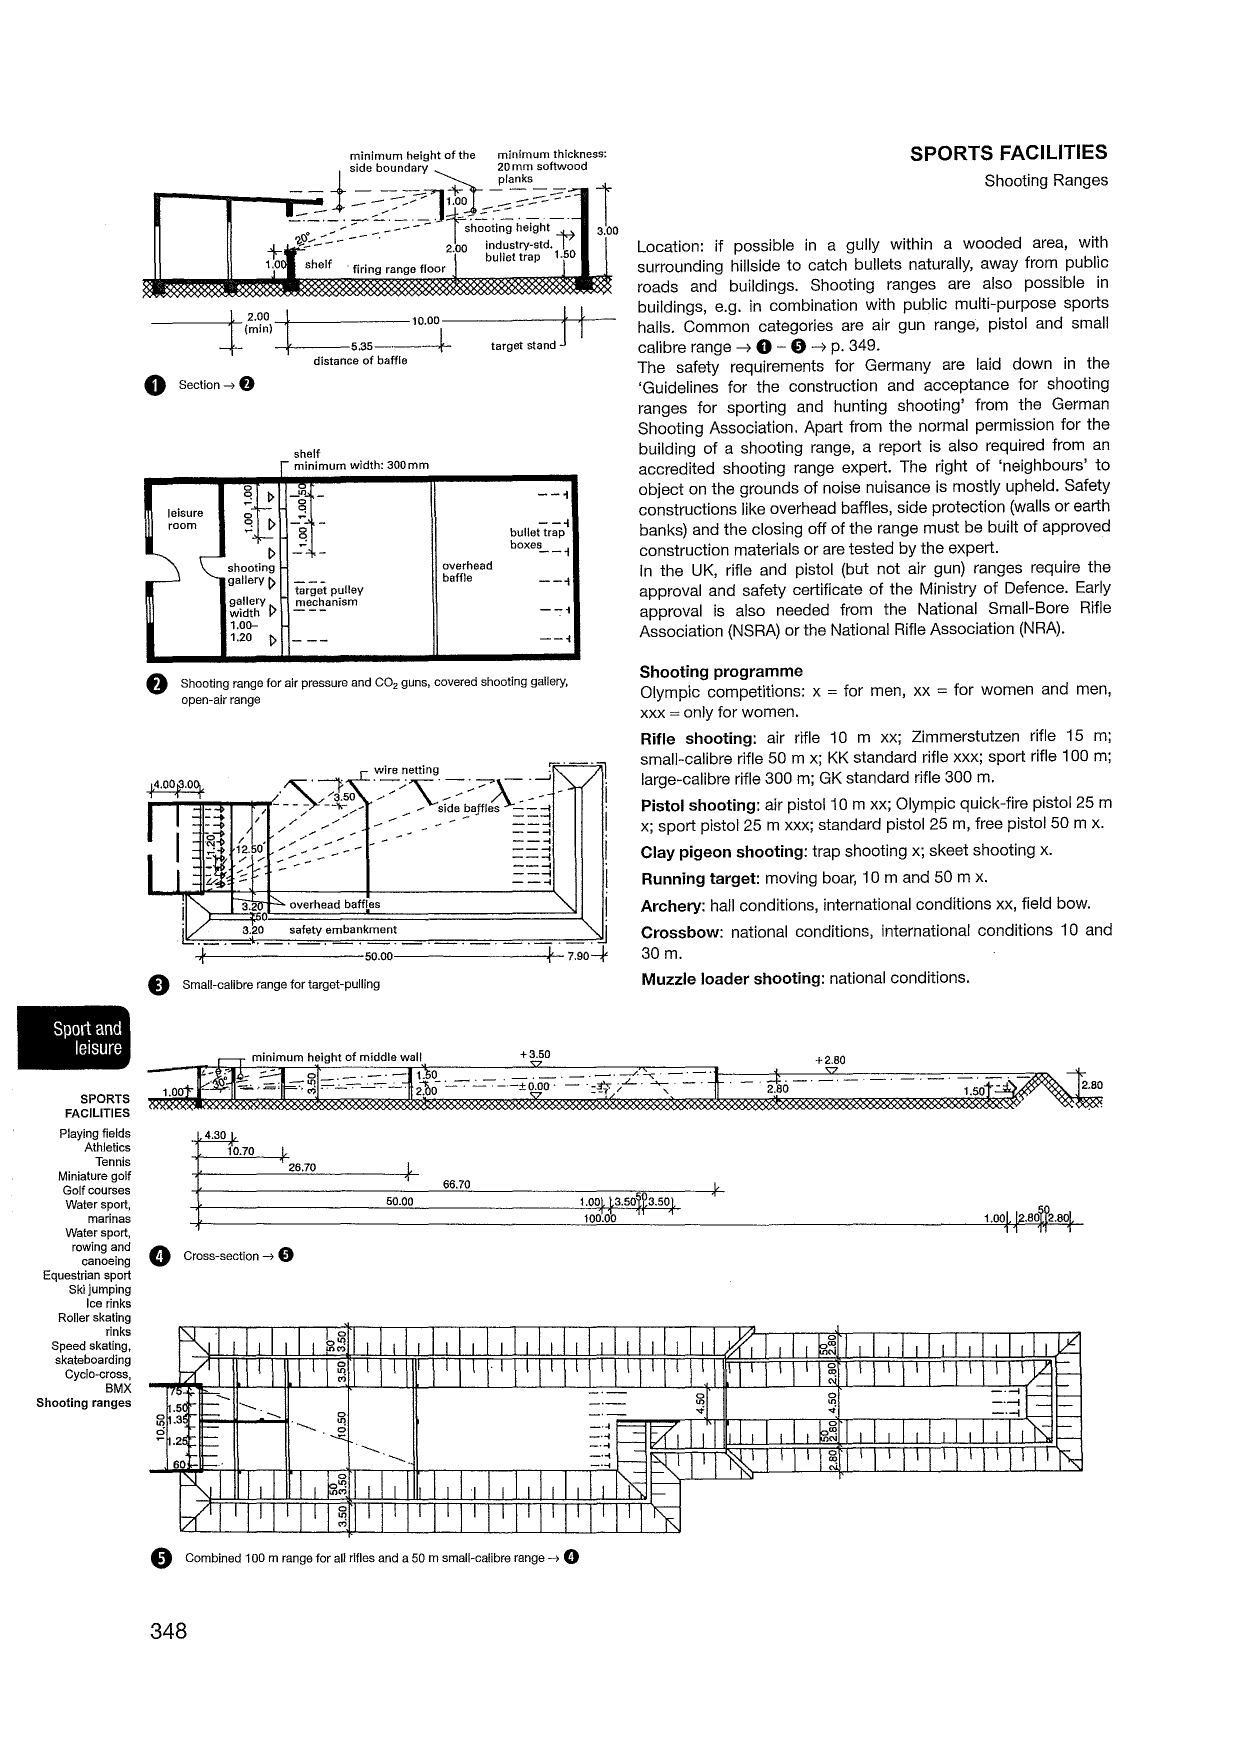 SPORTS FACILITIES
Shooting Ranges
minimum height of the
side boundary
minimum thickness:
20 mm softwood
planks
1.00
shooting height
3.00
20°
2.00
industry-std.
bullet trap
1.50
1.00
shelf
firing range floor
2.00
(min)
10.00
5.35
target stand
distance of baffle
1 Section → 2
shelf
minimum width: 300 mm
leisure
room
1.00
1.00
50
1.00
1.00
bullet trap
boxes
shooting
gallery
overhead
baffle
target pulley
mechanism
gallery
width
1.00–
1.20
2 Shooting range for air pressure and CO₂ guns, covered shooting gallery,
open-air range
wire netting
4.00 3.00
3.50
side baffles
1.20
12.50
3.20
overhead baffles
50
3.20
safety embankment
50.00
7.90
3 Small-calibre range for target-pulling
Location: if possible in a gully within a wooded area, with
surrounding hillside to catch bullets naturally, away from public
roads and buildings. Shooting ranges are also possible in
buildings, e.g. in combination with public multi-purpose sports
halls. Common categories are air gun range, pistol and small
calibre range → 1 – 5 → p. 349.
The safety requirements for Germany are laid down in the
‘Guidelines for the construction and acceptance for shooting
ranges for sporting and hunting shooting’ from the German
Shooting Association. Apart from the normal permission for the
building of a shooting range, a report is also required from an
accredited shooting range expert. The right of ‘neighbours’ to
object on the grounds of noise nuisance is mostly upheld. Safety
constructions like overhead baffles, side protection (walls or earth
banks) and the closing off of the range must be built of approved
construction materials or are tested by the expert.
In the UK, rifle and pistol (but not air gun) ranges require the
approval and safety certificate of the Ministry of Defence. Early
approval is also needed from the National Small-Bore Rifle
Association (NSRA) or the National Rifle Association (NRA).
Shooting programme
Olympic competitions: x = for men, xx = for women and men,
xxx = only for women.
Rifle shooting: air rifle 10 m xx; Zimmerstutzen rifle 15 m;
small-calibre rifle 50 m x; KK standard rifle xxx; sport rifle 100 m;
large-calibre rifle 300 m; GK standard rifle 300 m.
Pistol shooting: air pistol 10 m xx; Olympic quick-fire pistol 25 m
x; sport pistol 25 m xxx; standard pistol 25 m, free pistol 50 m x.
Clay pigeon shooting: trap shooting x; skeet shooting x.
Running target: moving boar, 10 m and 50 m x.
Archery: hall conditions, international conditions xx, field bow.
Crossbow: national conditions, international conditions 10 and
30 m.
Muzzle loader shooting: national conditions.
Sport and
leisure
SPORTS
FACILITIES
Playing fields
Athletics
Tennis
Miniature golf
Golf courses
Water sport,
marinas
Water sport,
rowing and
canoeing
Equestrian sport
Ski jumping
Ice rinks
Roller skating
rinks
Speed skating,
skateboarding
Cyclo-cross,
BMX
Shooting ranges
minimum height of middle wall
+3.50
+2.80
1.00
30°
3.50
1.50
2.00
±0.00
2.80
1.50
2.80
4.30
10.70
26.70
66.70
50.00
1.00 3.50 50 3.50
100.00
1.00 2.80 50 2.80
4 Cross-section → 5
50
3.50
3.50
50
2.80
2.80
75
1.50
1.35
1.25
60
10.50
10.50
4.50
4.50
50
2.80
2.80
50
3.50
3.50
5 Combined 100 m range for all rifles and a 50 m small-calibre range → 4
348